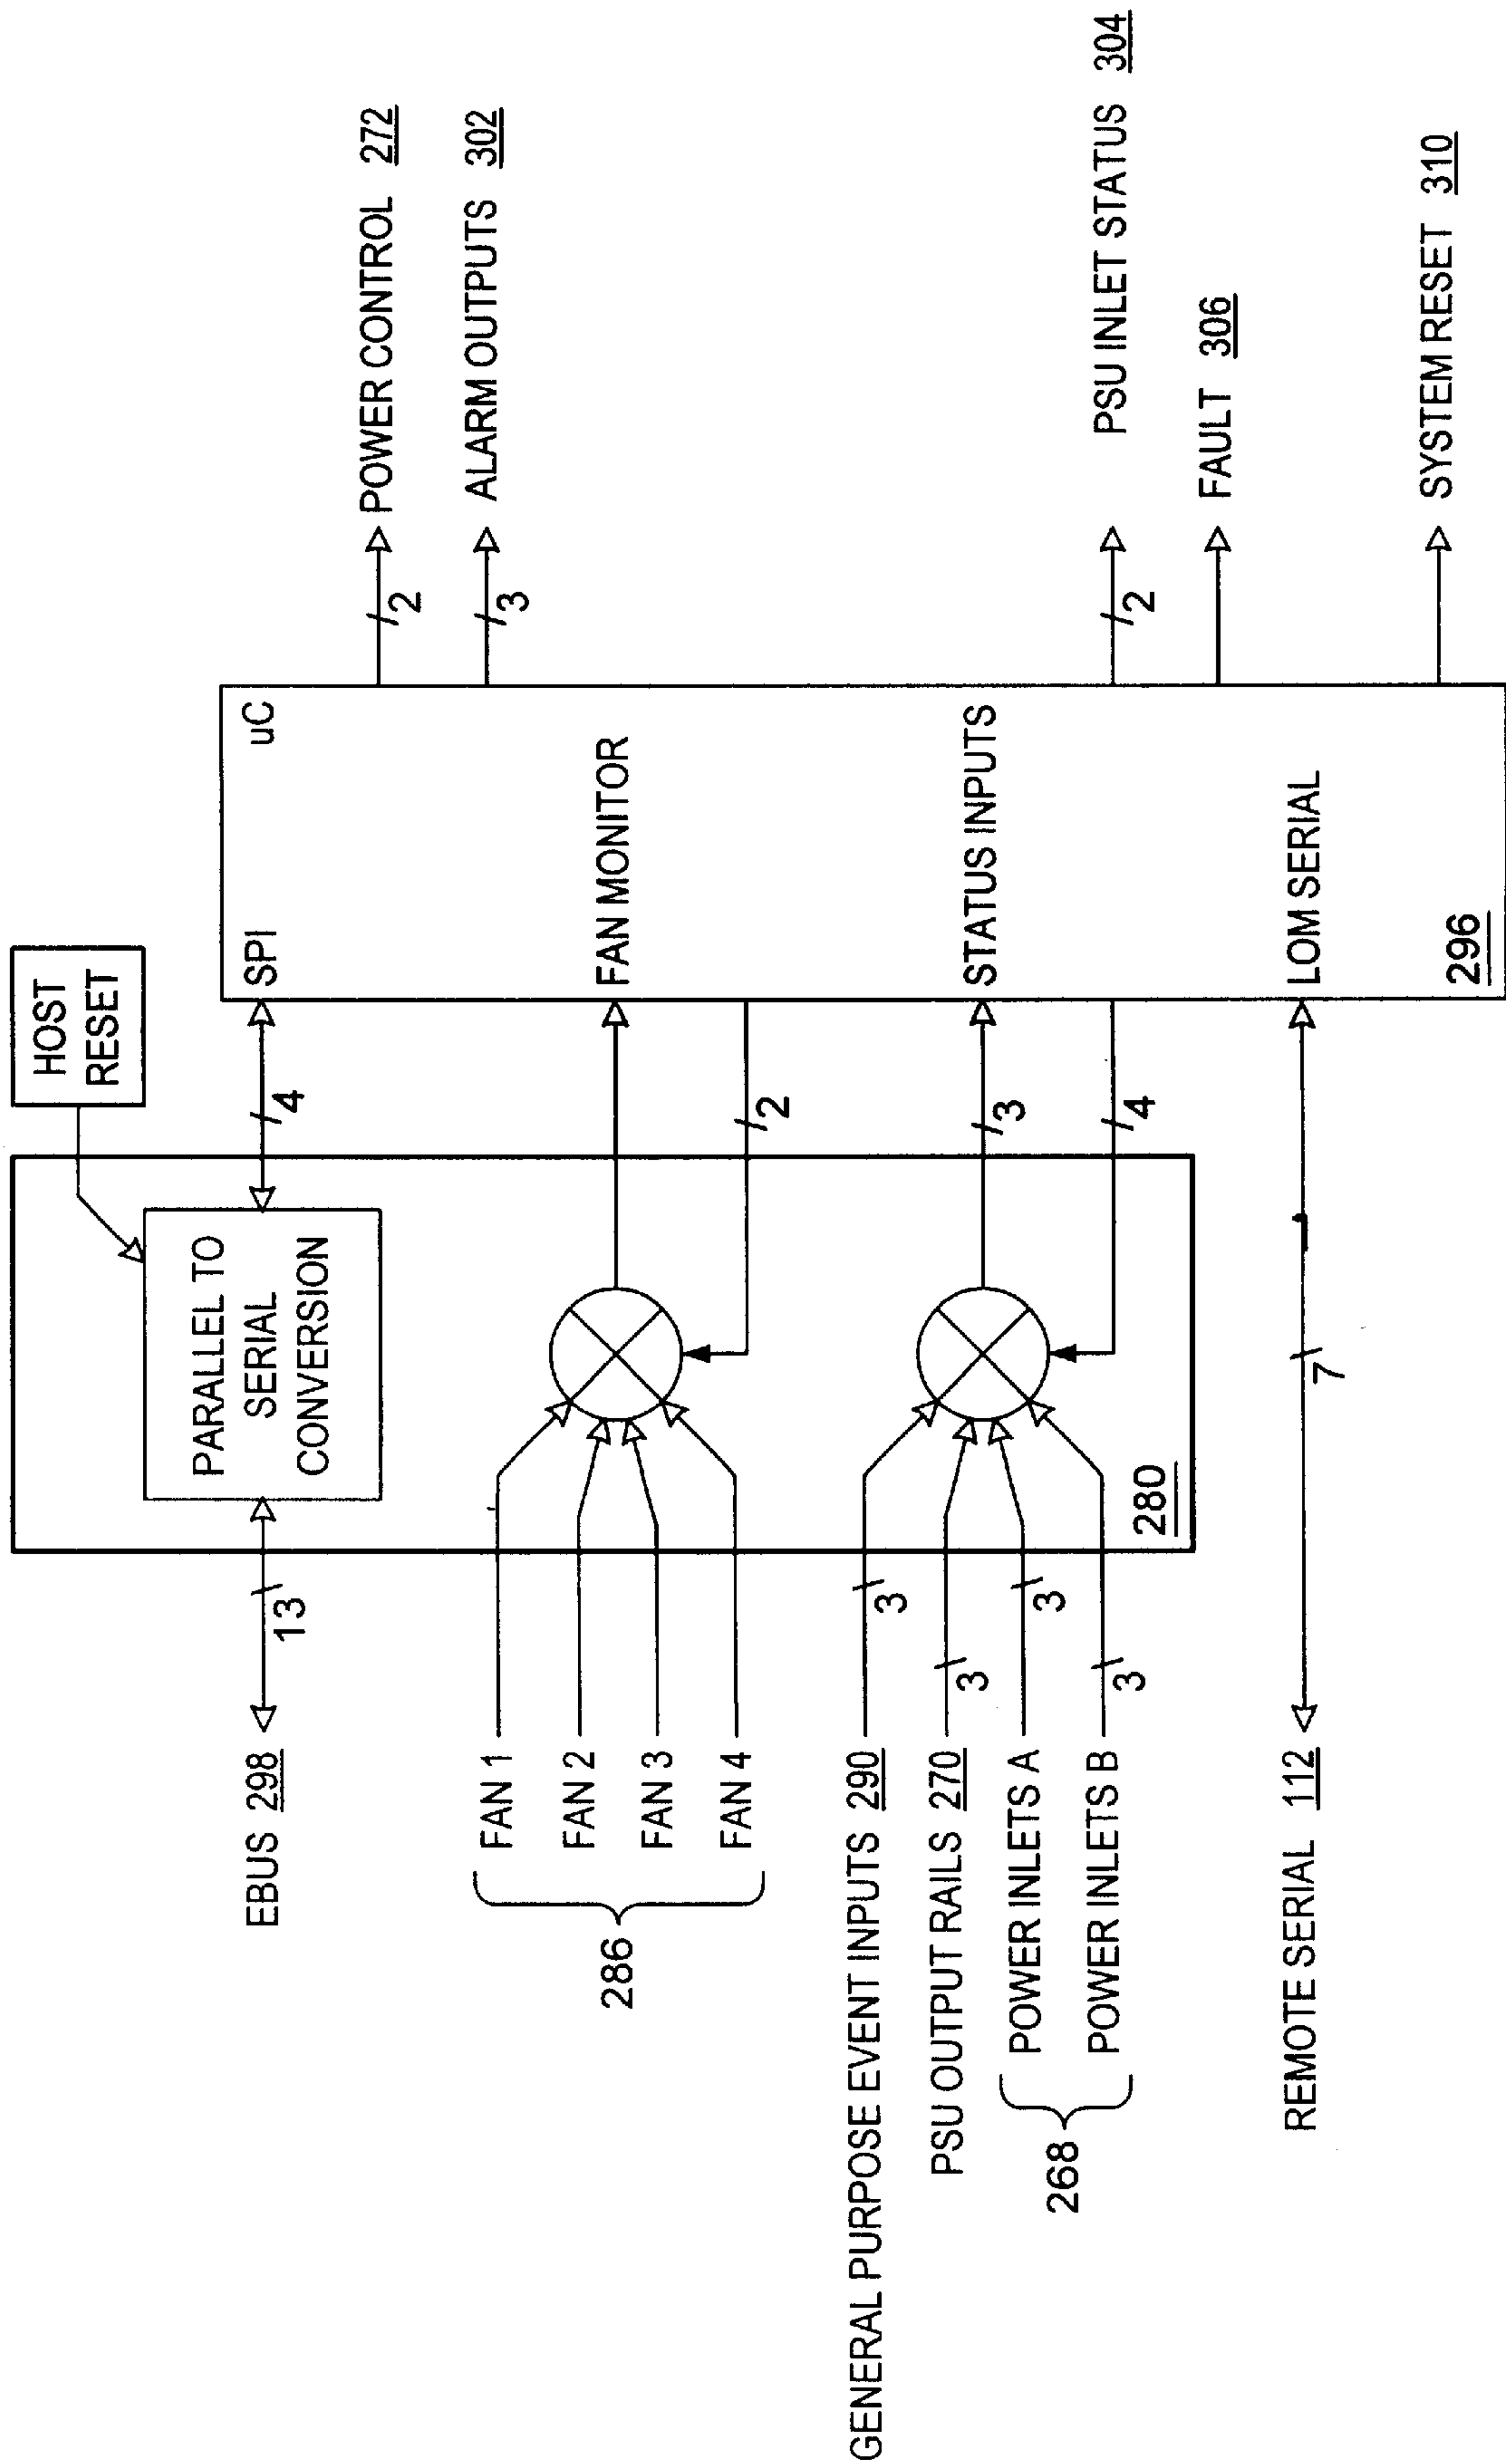 HOST
RESET
EBUS 298
13
PARALLEL TO
SERIAL
CONVERSION
4
SPI
uC
2
POWER CONTROL 272
3
ALARM OUTPUTS 302
286
FAN 1
FAN 2
FAN 3
FAN 4
FAN MONITOR
2
GENERAL PURPOSE EVENT INPUTS 290
3
PSU OUTPUT RAILS 270
3
268
POWER INLETS A
3
POWER INLETS B
3
3
STATUS INPUTS
4
280
2
PSU INLET STATUS 304
FAULT 306
REMOTE SERIAL 112
7
LOM SERIAL
296
SYSTEM RESET 310